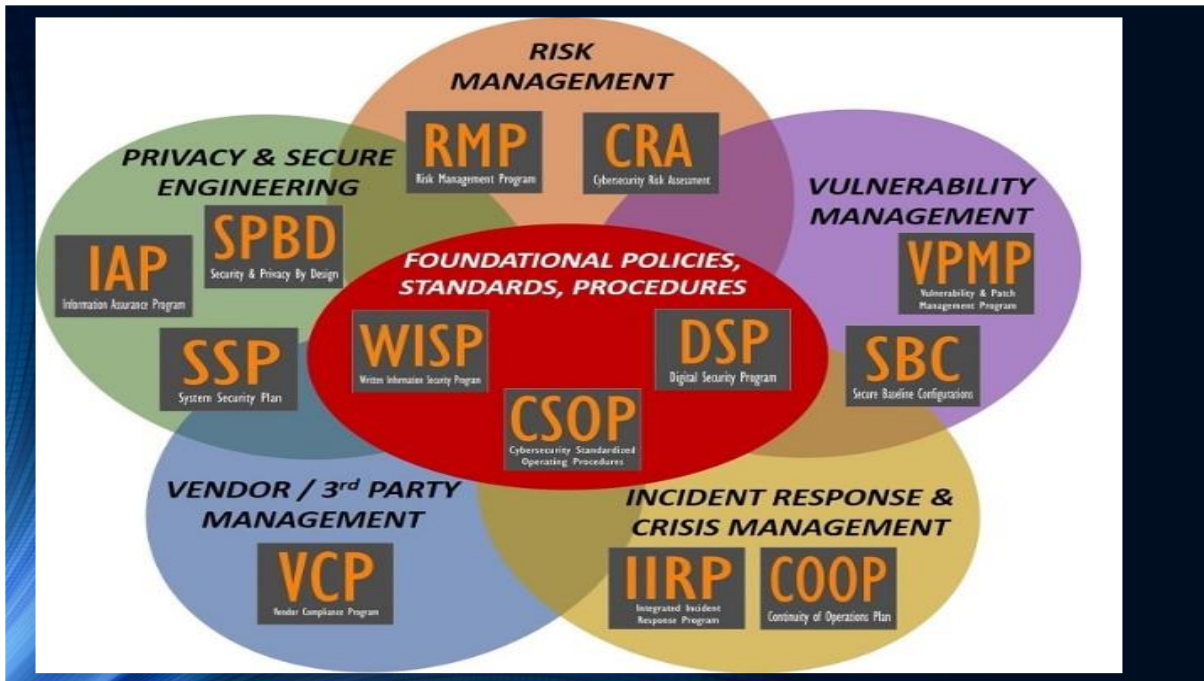 RISK
MANAGEMENT
RMP
Risk Management Program
CRA
Cybersecurity Risk Assessment
PRIVACY & SECURE
ENGINEERING
SPBD
Security & Privacy By Design
IAP
Information Assurance Program
SSP
System Security Plan
VULNERABILITY
MANAGEMENT
VPMP
Vulnerability & Patch
Management Program
SBC
Secure Baseline Configurations
FOUNDATIONAL POLICIES,
STANDARDS, PROCEDURES
WISP
Written Information Security Program
DSP
Digital Security Program
CSOP
Cybersecurity Standardized
Operating Procedures
VENDOR / 3rd PARTY
MANAGEMENT
VCP
Vendor Compliance Program
INCIDENT RESPONSE &
CRISIS MANAGEMENT
IIRP
Integrated Incident
Response Program
COOP
Continuity of Operations Plan